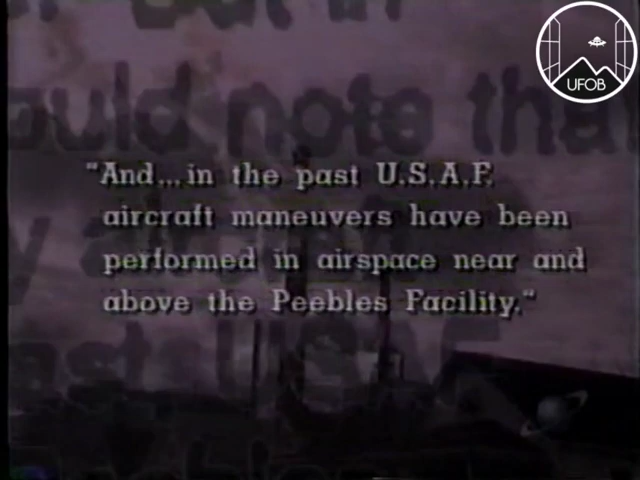 UFOB
ould note tha
"And...in the past U.S.A.F.
aircraft maneuvers have been
performed in airspace near and
above the Peebles Facility."
USAF